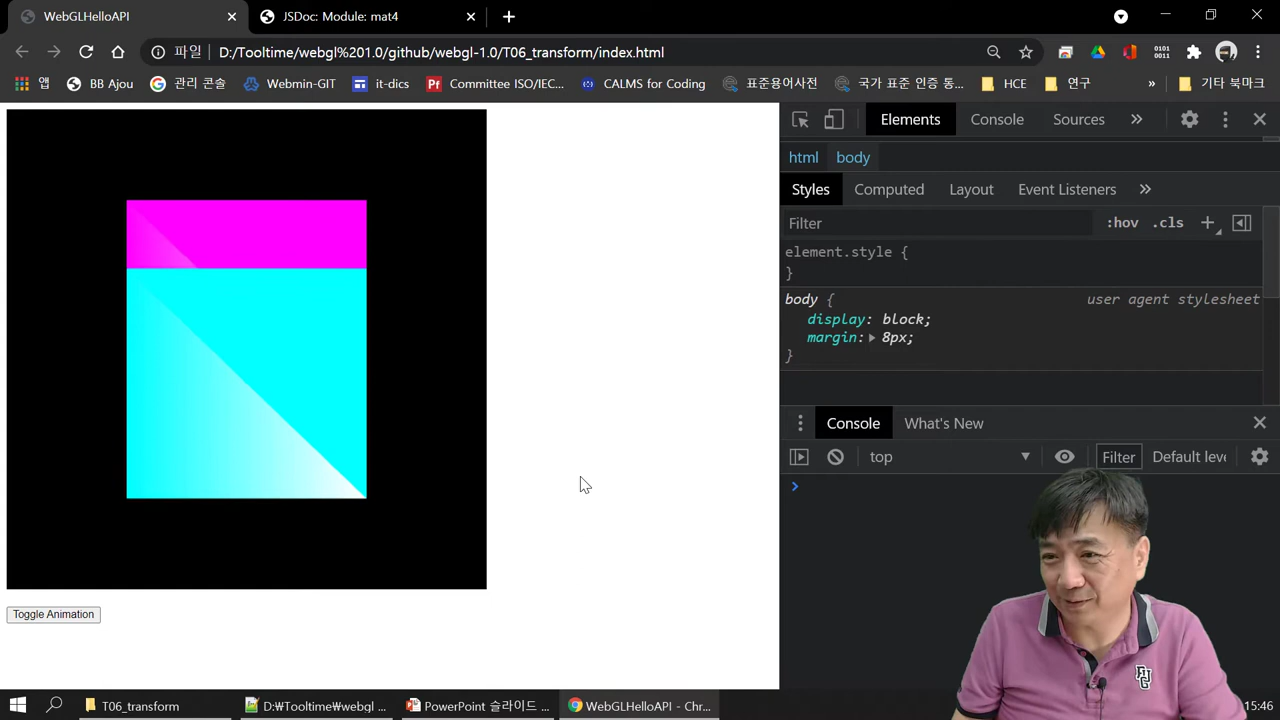 WebGLHelloAPI
JSDoc: Module: mat4
파일 D:/Tooltime/webgl%201.0/github/webgl-1.0/T06_transform/index.html
앱 BB Ajou 관리 콘솔 Webmin-GIT it-dics Committee ISO/IEC... CALMS for Coding 표준용어사전 국가 표준 인증 통... HCE 연구 » 기타 북마크
Elements Console Sources »
html body
Styles Computed Layout Event Listeners »
Filter :hov .cls
element.style {
}
body { user agent stylesheet
display: block;
margin: 8px;
}
Console What's New
top Filter Default leve
Toggle Animation
T06_transform D:₩Tooltime₩webgl ... PowerPoint 슬라이드 ... WebGLHelloAPI - Chr... 15:46